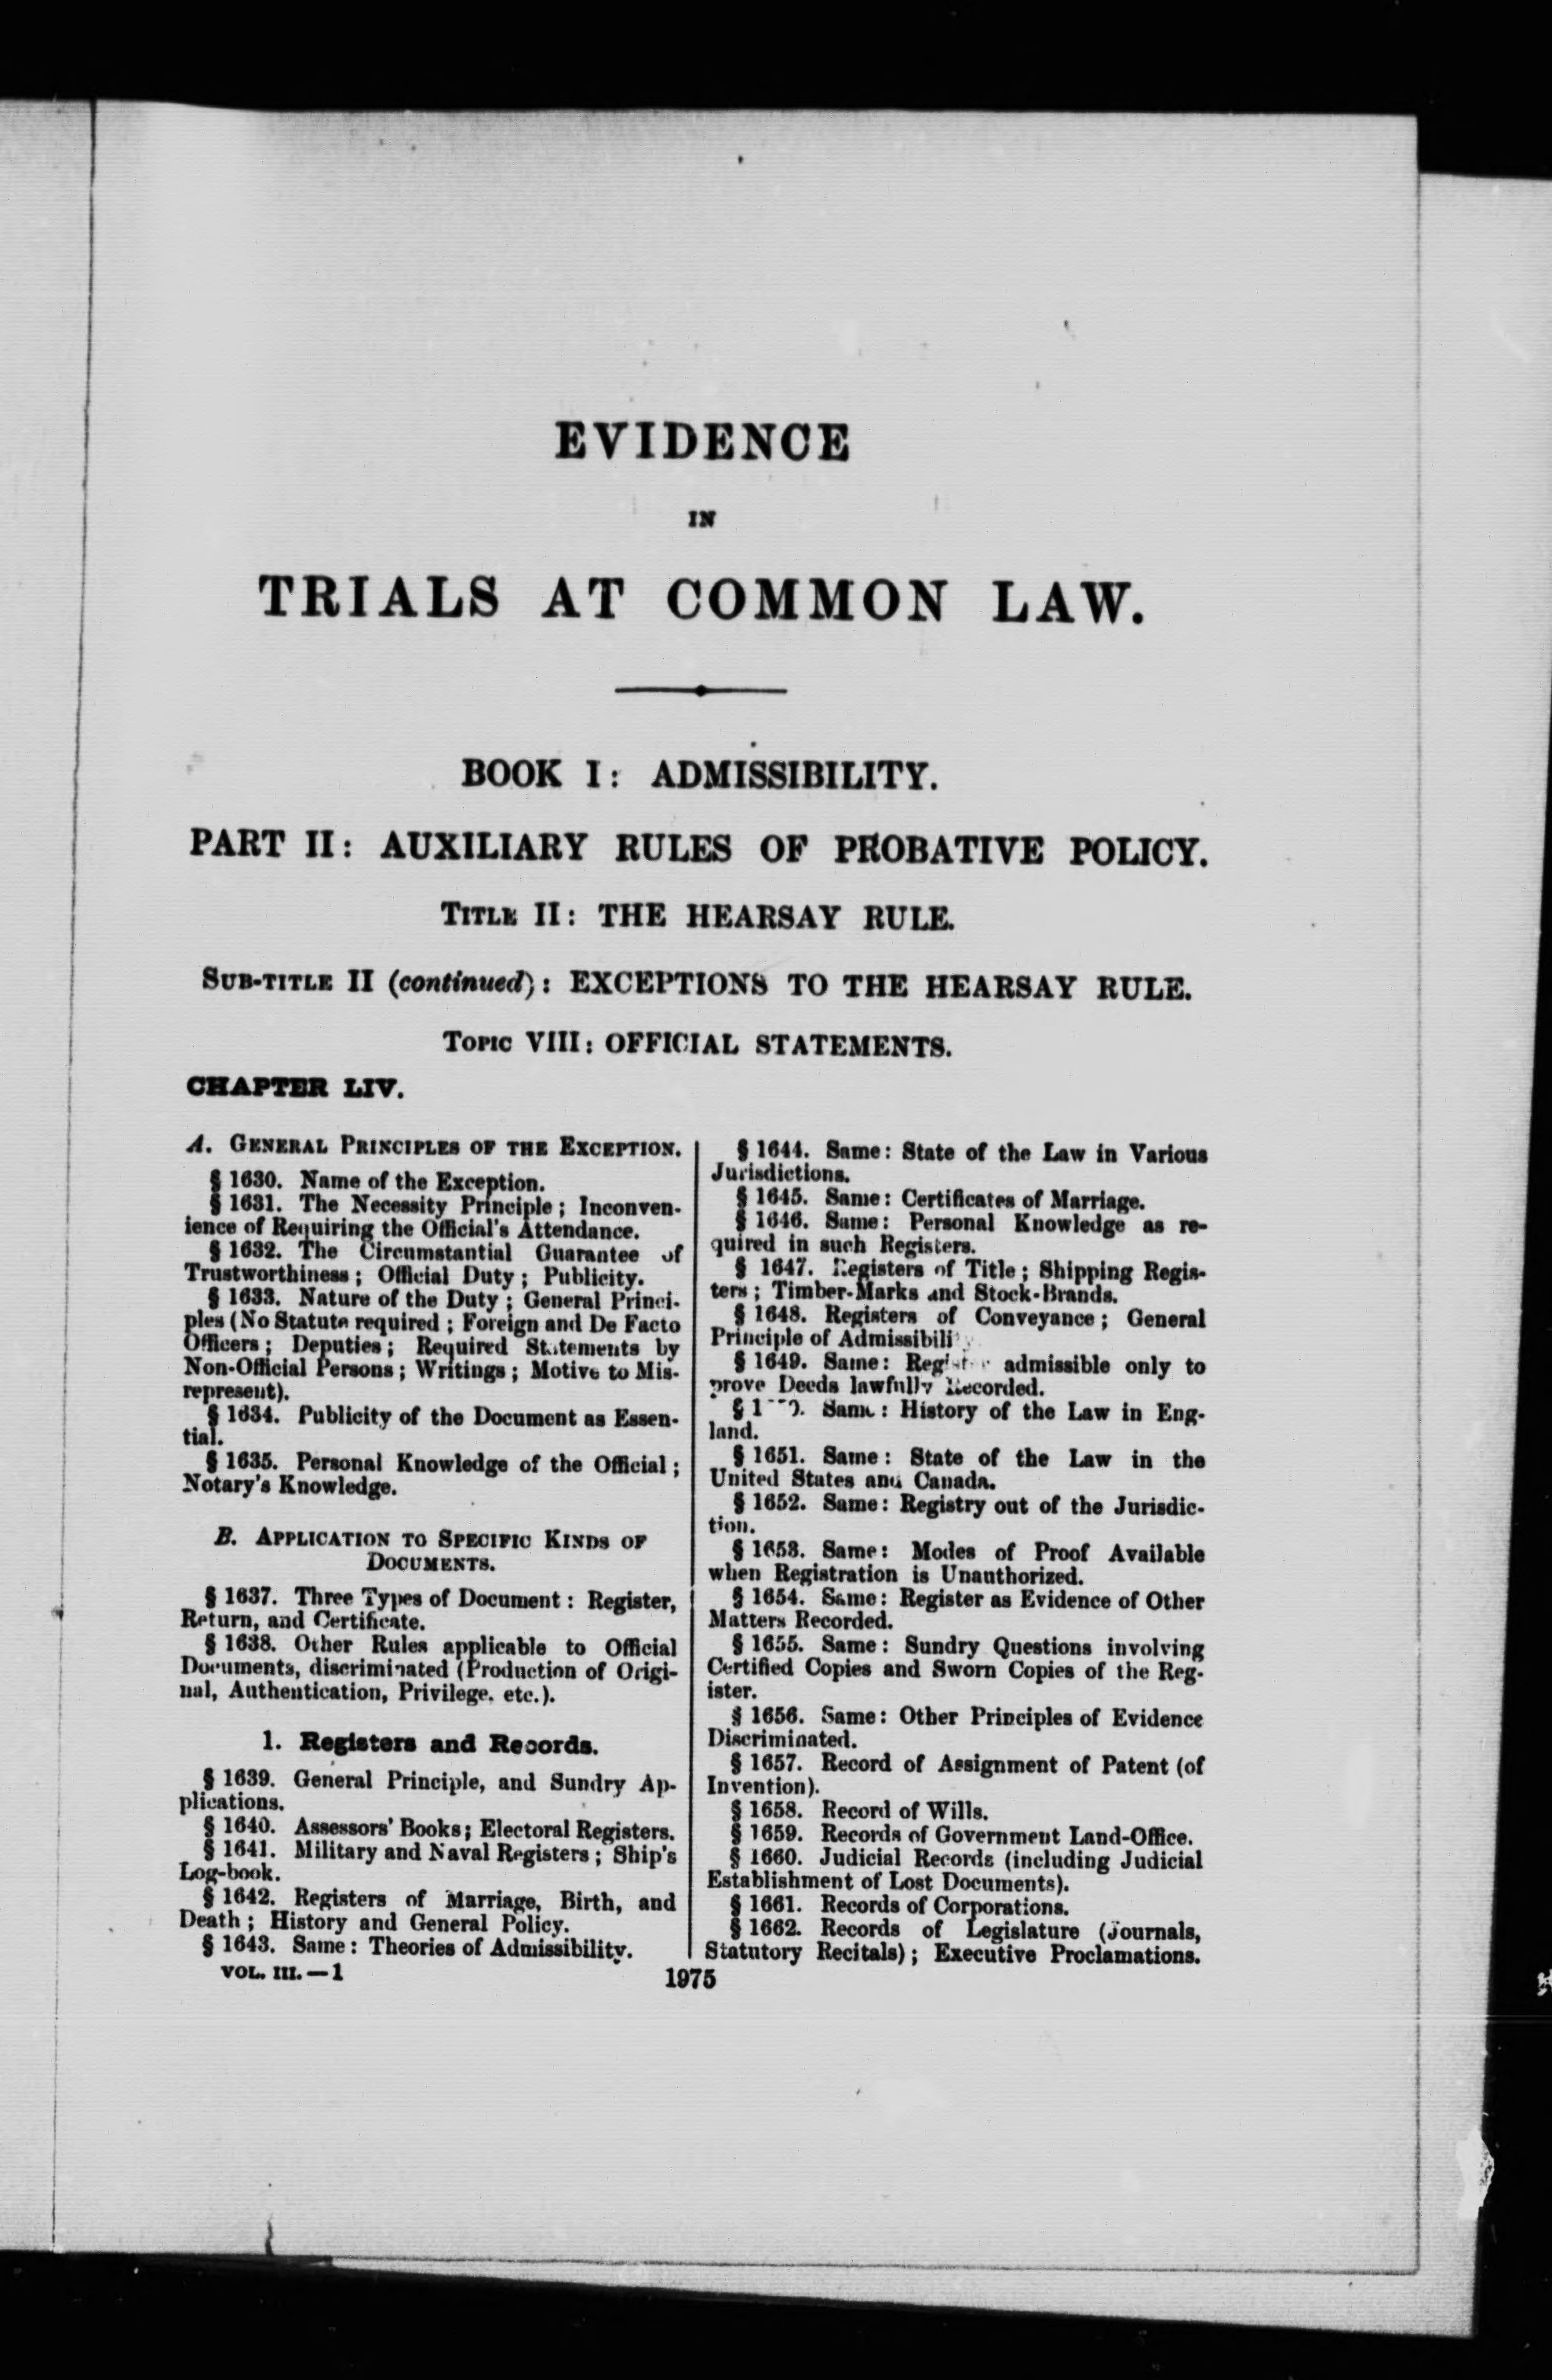 EVIDENCE
IN
TRIALS AT COMMON LAW.
BOOK I: ADMISSIBILITY.
PART II: AUXILIARY RULES OF PROBATIVE POLICY.
TITLE II: THE HEARSAY RULE.
SUB-TITLE II (continued): EXCEPTIONS TO THE HEARSAY RULE.
TOPIC VIII: OFFICIAL STATEMENTS.
CHAPTER LIV.
A. GENERAL PRINCIPLES OF THE EXCEPTION.
§ 1630. Name of the Exception.
§ 1631. The Necessity Principle; Inconven-
ience of Requiring the Official's Attendance.
§ 1632. The Circumstantial Guarantee of
Trustworthiness; Official Duty; Publicity.
§ 1633. Nature of the Duty; General Princi-
ples (No Statute required; Foreign and De Facto
Officers; Deputies; Required Statements by
Non-Official Persons; Writings; Motive to Mis-
represent).
§ 1634. Publicity of the Document as Essen-
tial.
§ 1635. Personal Knowledge of the Official;
Notary's Knowledge.
B. APPLICATION TO SPECIFIC KINDS OF
DOCUMENTS.
§ 1637. Three Types of Document: Register,
Return, and Certificate.
§ 1638. Other Rules applicable to Official
Documents, discriminated (Production of Origi-
nal, Authentication, Privilege, etc.).
1. Registers and Records.
§ 1639. General Principle, and Sundry Ap-
plications.
§ 1640. Assessors' Books; Electoral Registers.
§ 1641. Military and Naval Registers; Ship's
Log-book.
§ 1642. Registers of Marriage, Birth, and
Death; History and General Policy.
§ 1643. Same: Theories of Admissibility.
§ 1644. Same: State of the Law in Various
Jurisdictions.
§ 1645. Same: Certificates of Marriage.
§ 1646. Same: Personal Knowledge as re-
quired in such Registers.
§ 1647. Registers of Title; Shipping Regis-
ters; Timber-Marks and Stock-Brands.
§ 1648. Registers of Conveyance; General
Principle of
§ 1649. Same: admissible only to
prove Deeds lawfully Recorded.
§ Same: History of the Law in Eng-
land.
§ 1651. Same: State of the Law in the
United States and Canada.
§ 1652. Same: Registry out of the Jurisdic-
tion.
§ 1653. Same: Modes of Proof Available
when Registration is Unauthorized.
§ 1654. Same: Register as Evidence of Other
Matters Recorded.
§ 1655. Same: Sundry Questions involving
Certified Copies and Sworn Copies of the Reg-
ister.
§ 1656. Same: Other Principles of Evidence
Discriminated.
§ 1657. Record of Assignment of Patent (of
Invention).
§ 1658. Record of Wills.
§ 1659. Records of Government Land-Office.
§ 1660. Judicial Records (including Judicial
Establishment of Lost Documents).
§ 1661. Records of Corporations.
§ 1662. Records of Legislature (Journals,
Statutory Recitals); Executive Proclamations.
VOL. III.—1
1975